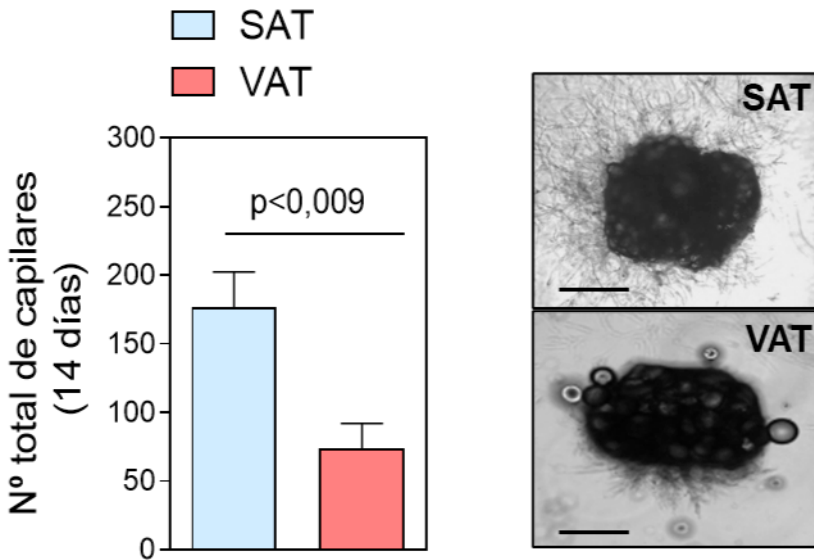 SAT
VAT
Nº total de capilares
(14 días)
300
250
200
150
100
50
0
p<0,009
SAT
VAT